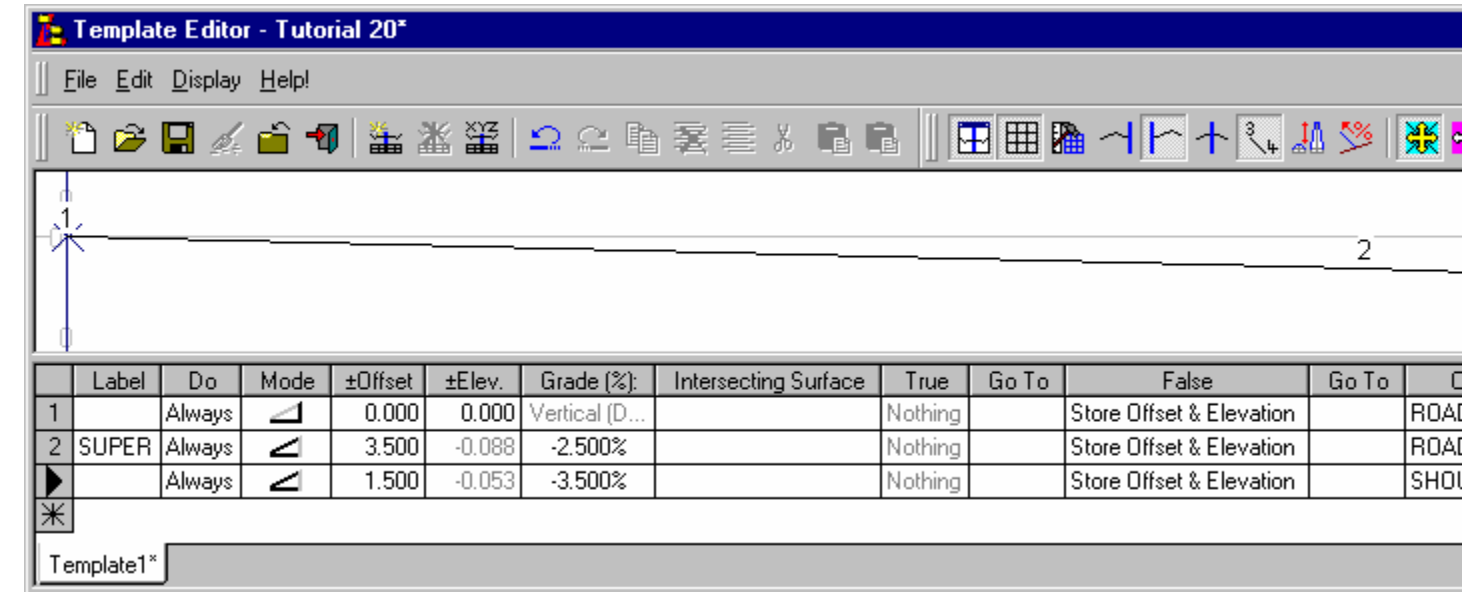 Template Editor - Tutorial 20*
File Edit Display Help!
XYZ
3 4
%
1
2
Label Do Mode ±Offset ±Elev. Grade (%): Intersecting Surface True Go To False Go To
1 Always 0.000 0.000 Vertical (D... Nothing Store Offset & Elevation ROAD
2 SUPER Always 3.500 -0.088 -2.500% Nothing Store Offset & Elevation ROAD
Always 1.500 -0.053 -3.500% Nothing Store Offset & Elevation SHOU
Template1*